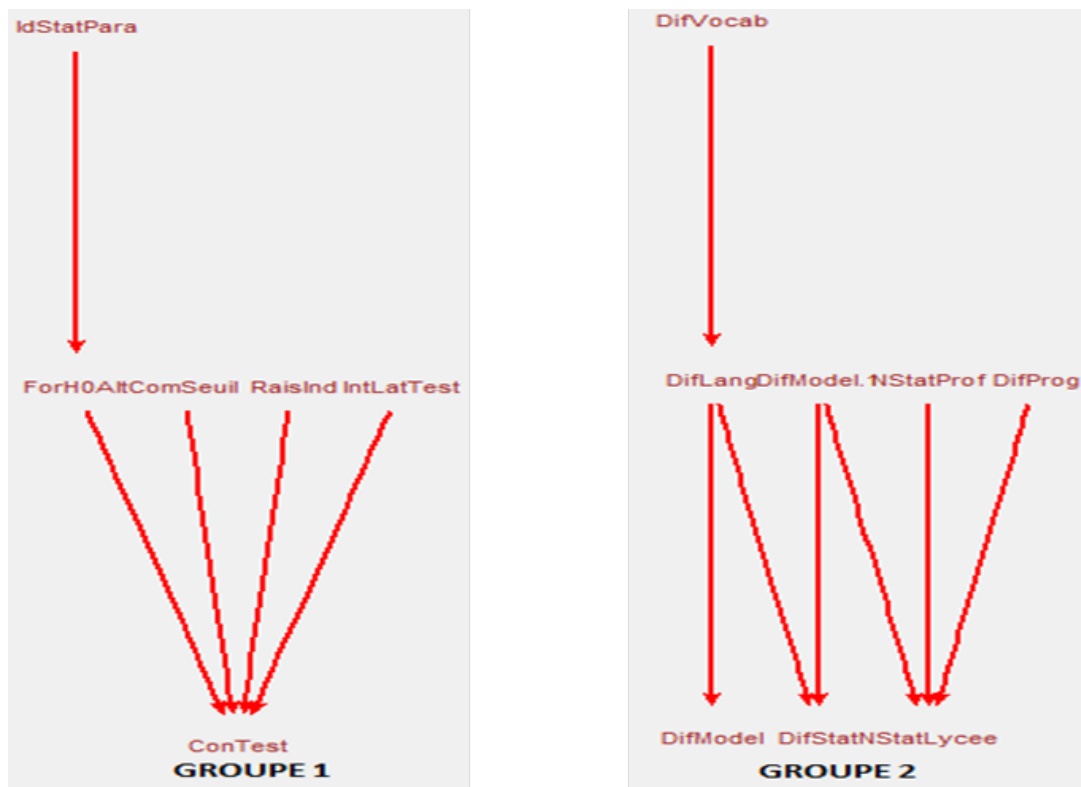 IdStatPara
ForH0AltComSeuil RaisInd IntLatTest
ConTest
GROUPE 1
DifVocab
DifLangDifModel.1NStatProf DifProg
DifModel DifStatNStatLycee
GROUPE 2